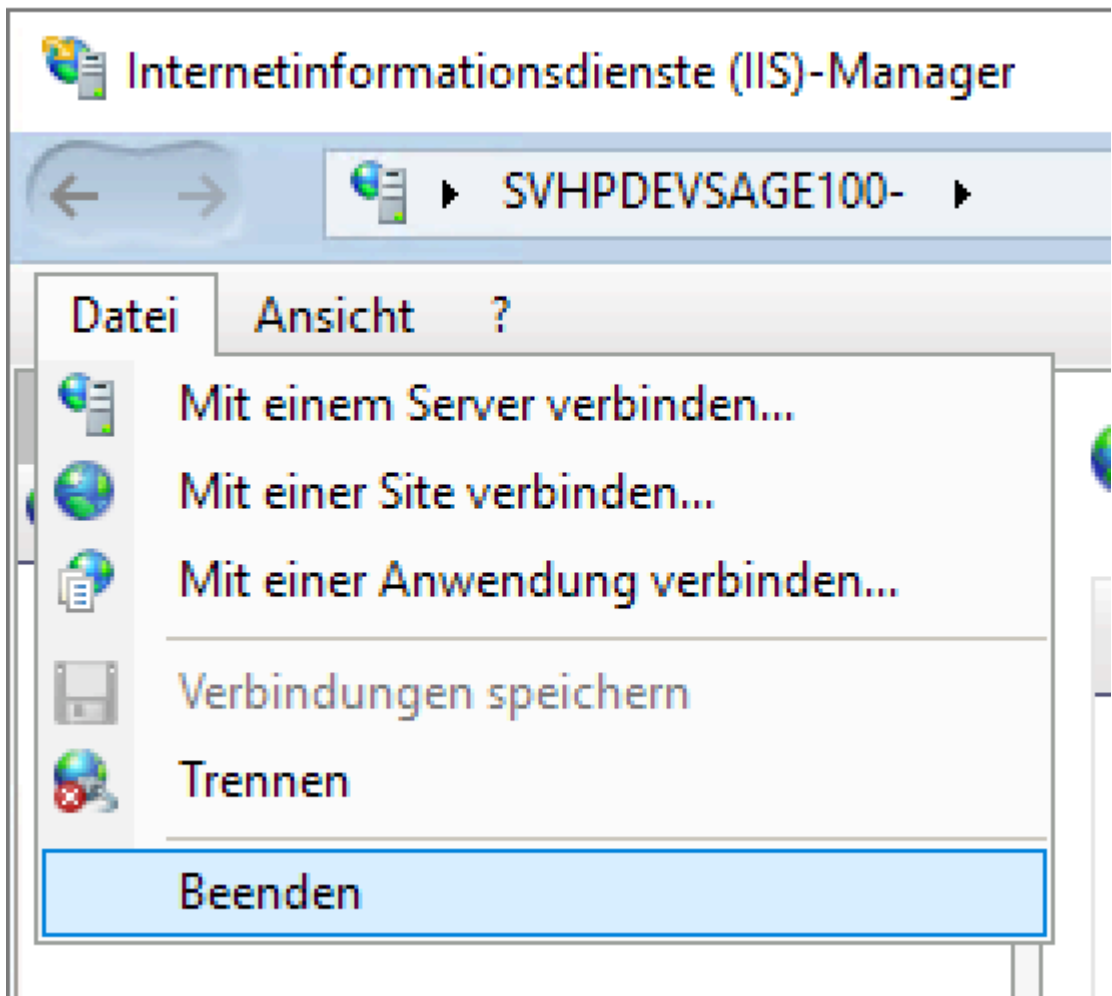 Internetinformationsdienste (IIS)-Manager
SVHPDEVSAGE100-
Datei Ansicht ?
Mit einem Server verbinden...
Mit einer Site verbinden...
Mit einer Anwendung verbinden...
Verbindungen speichern
Trennen
Beenden